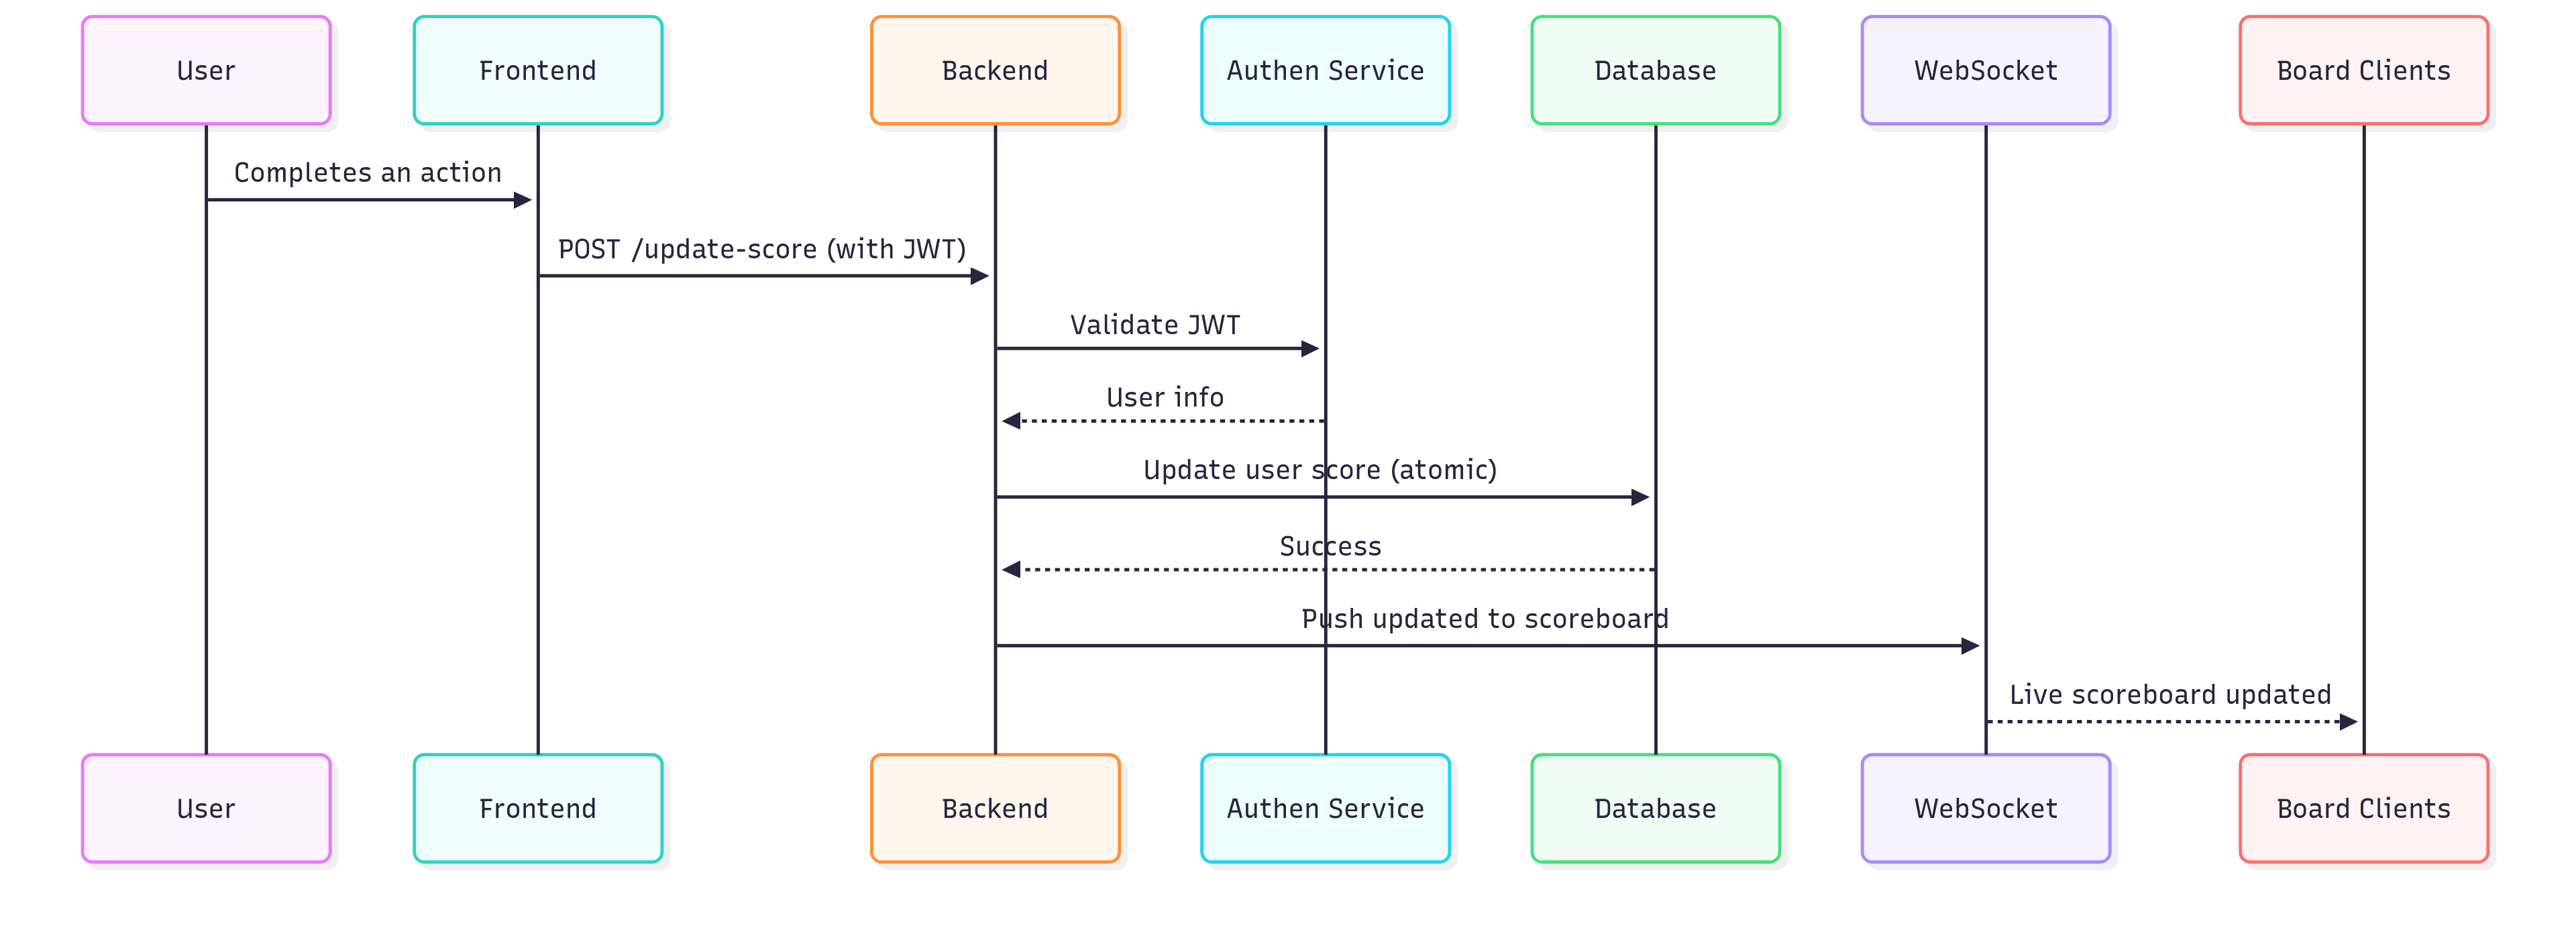 User
Frontend
Backend
Authen Service
Database
WebSocket
Board Clients
Completes an action
POST /update-score (with JWT)
Validate JWT
User info
Update user score (atomic)
Success
Push updated to scoreboard
Live scoreboard updated
User
Frontend
Backend
Authen Service
Database
WebSocket
Board Clients